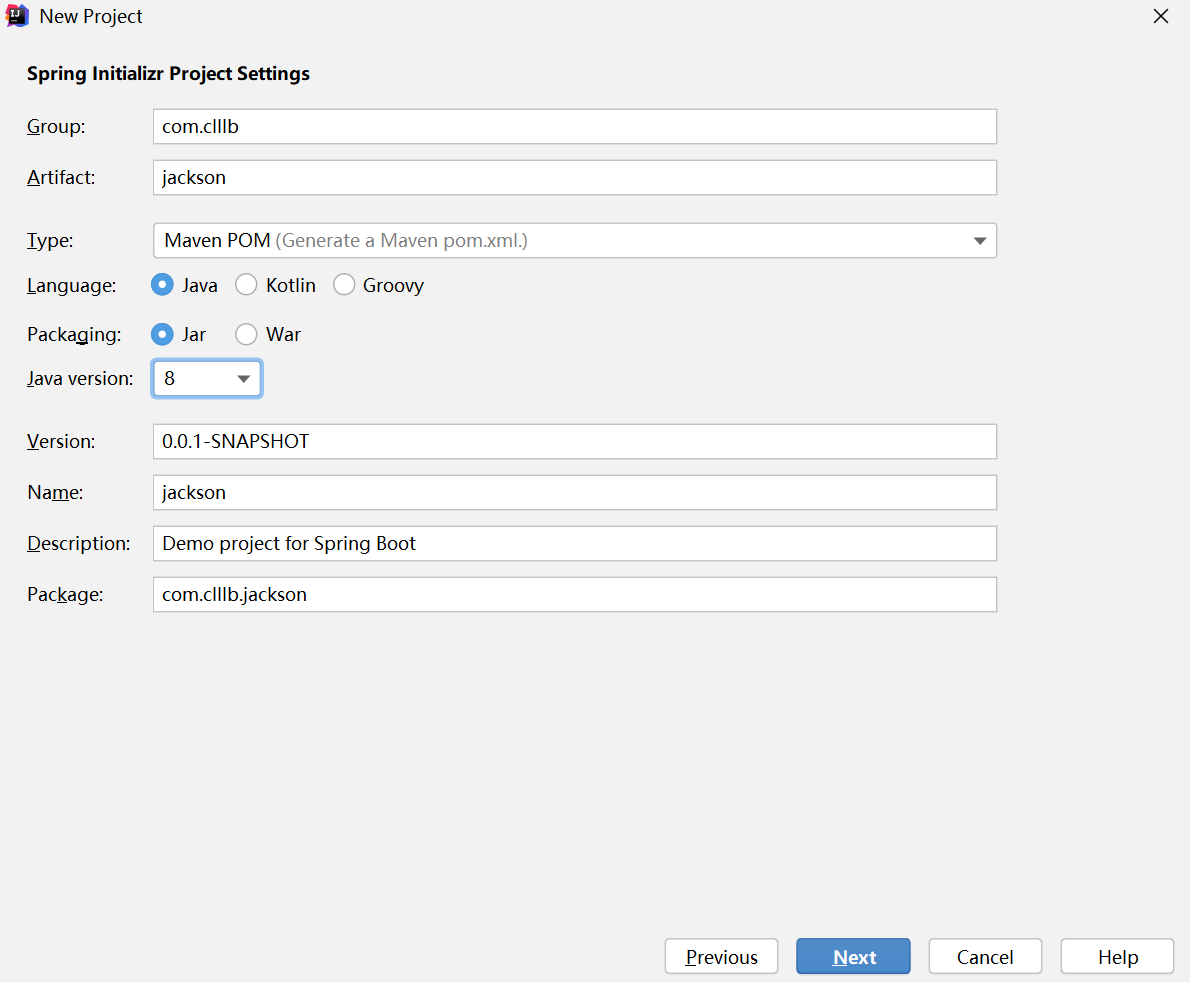 New Project
Spring Initializr Project Settings
Group: com.clllb
Artifact: jackson
Type: Maven POM (Generate a Maven pom.xml.)
Language: Java Kotlin Groovy
Packaging: Jar War
Java version: 8
Version: 0.0.1-SNAPSHOT
Name: jackson
Description: Demo project for Spring Boot
Package: com.clllb.jackson
Previous Next Cancel Help